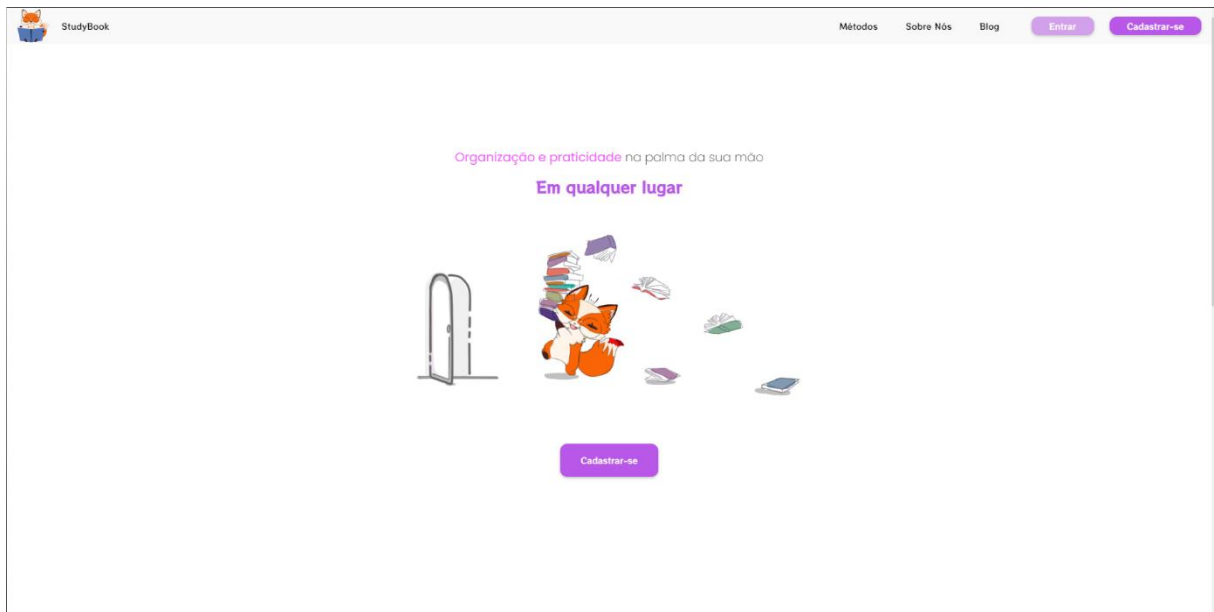 StudyBook
Métodos
Sobre Nós
Blog
Entrar
Cadastrar-se
Organização e praticidade na palma da sua mão
Em qualquer lugar
Cadastrar-se